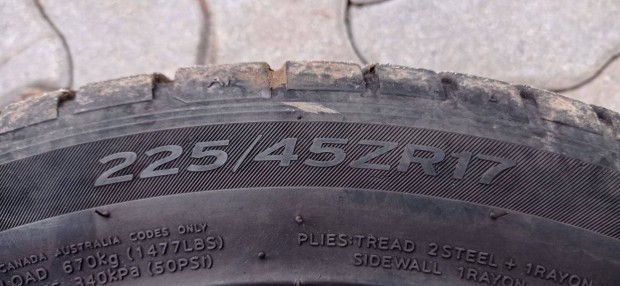 225/45ZR17
CANADA AUSTRALIA CODES ONLY
LOAD 670kg (1477LBS)
340kPa (50PSI)
PLIES:TREAD 2STEEL + 1RAYON
SIDEWALL 1RAYON